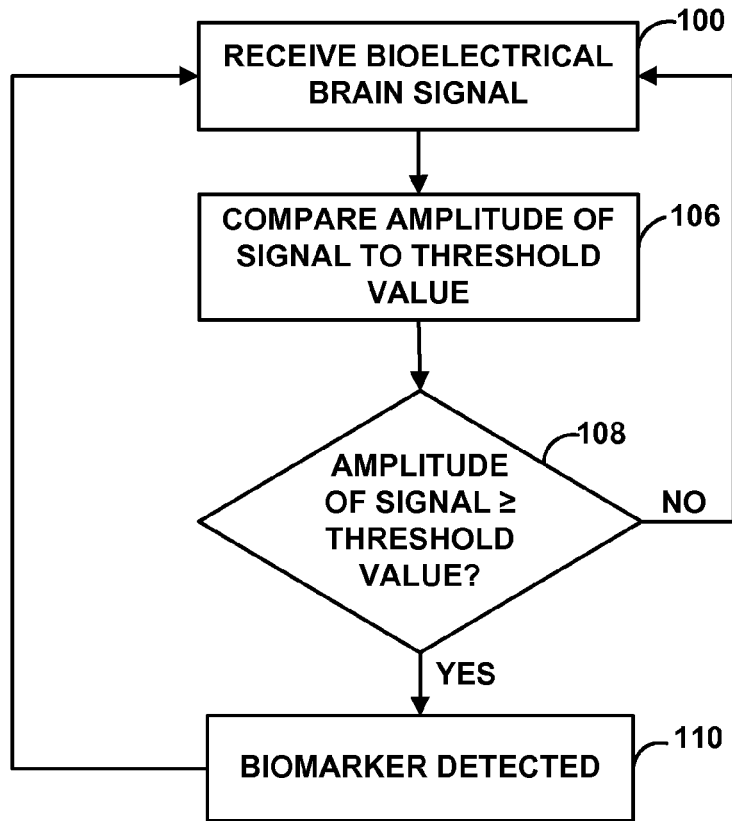 100
RECEIVE BIOELECTRICAL
BRAIN SIGNAL
106
COMPARE AMPLITUDE OF
SIGNAL TO THRESHOLD
VALUE
108
AMPLITUDE
OF SIGNAL ≥
THRESHOLD
VALUE?
NO
YES
110
BIOMARKER DETECTED